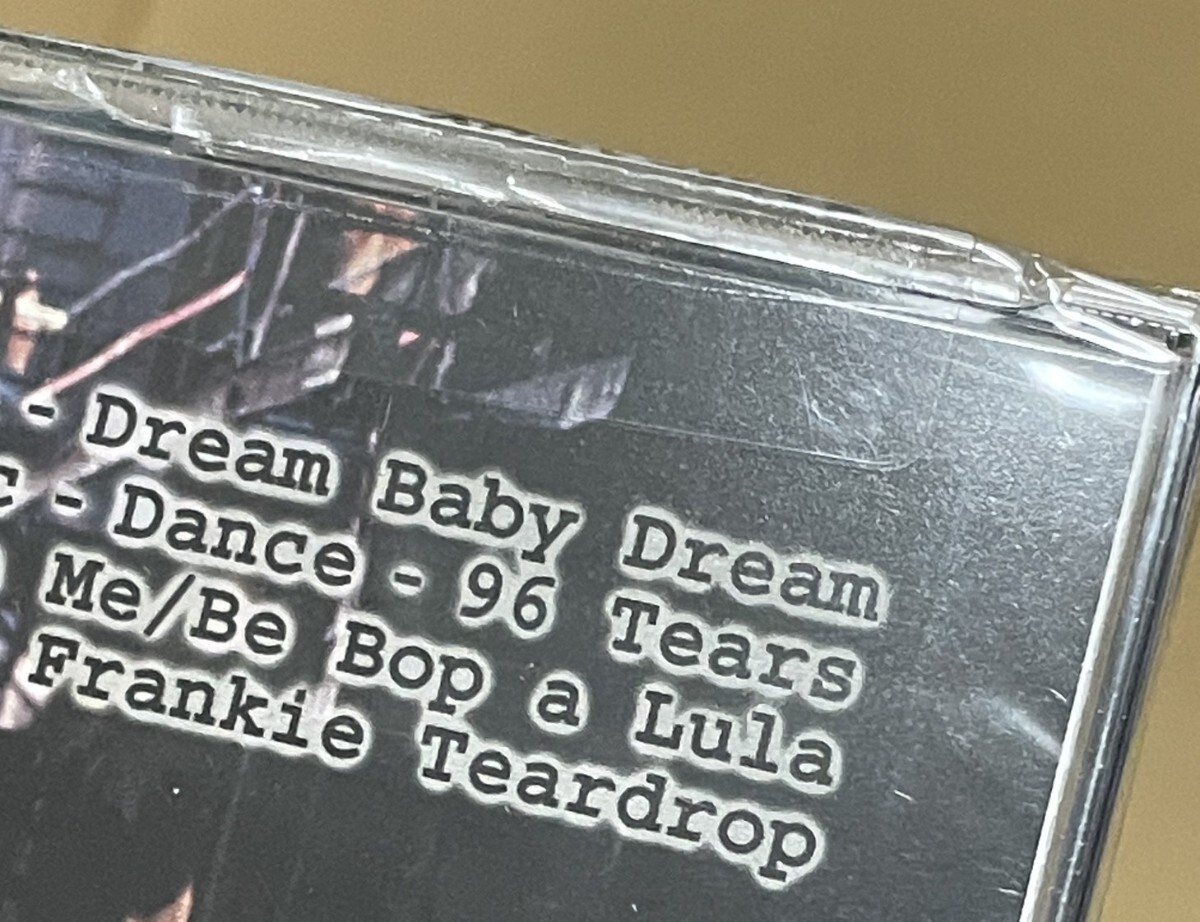 - Dream Baby Dream
- Dance - 96 Tears
Me/Be Bop a Lula
Frankie Teardrop